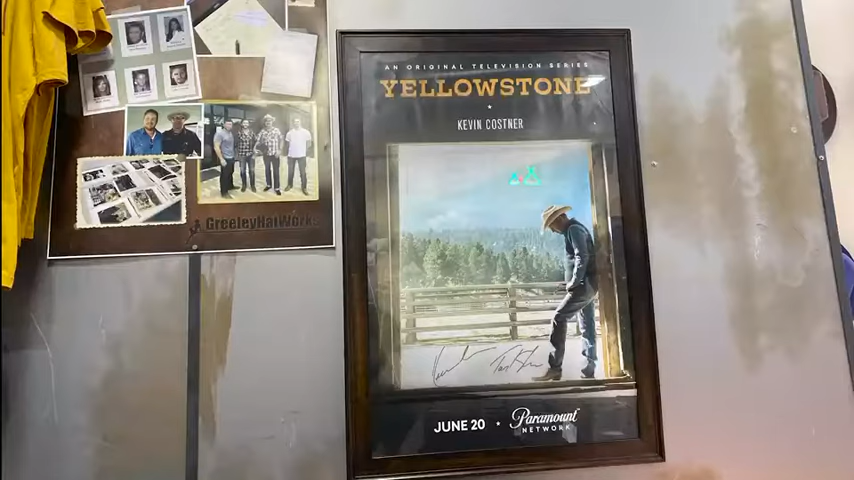 AN ORIGINAL TELEVISION SERIES
YELLOWSTONE
KEVIN COSTNER
GreeleyHatWorks
JUNE 20 • Paramount
NETWORK